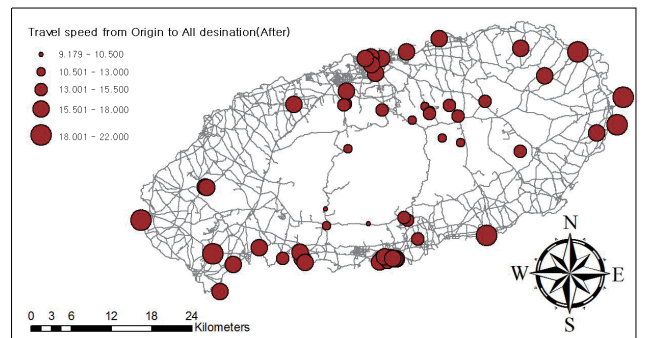 Travel speed from Origin to All desination(After)
9.179 - 10.500
10.501 - 13.000
13.001 - 15.500
15.501 - 18.000
18.001 - 22.000
N
W E
S
0 3 6 12 18 24
Kilometers